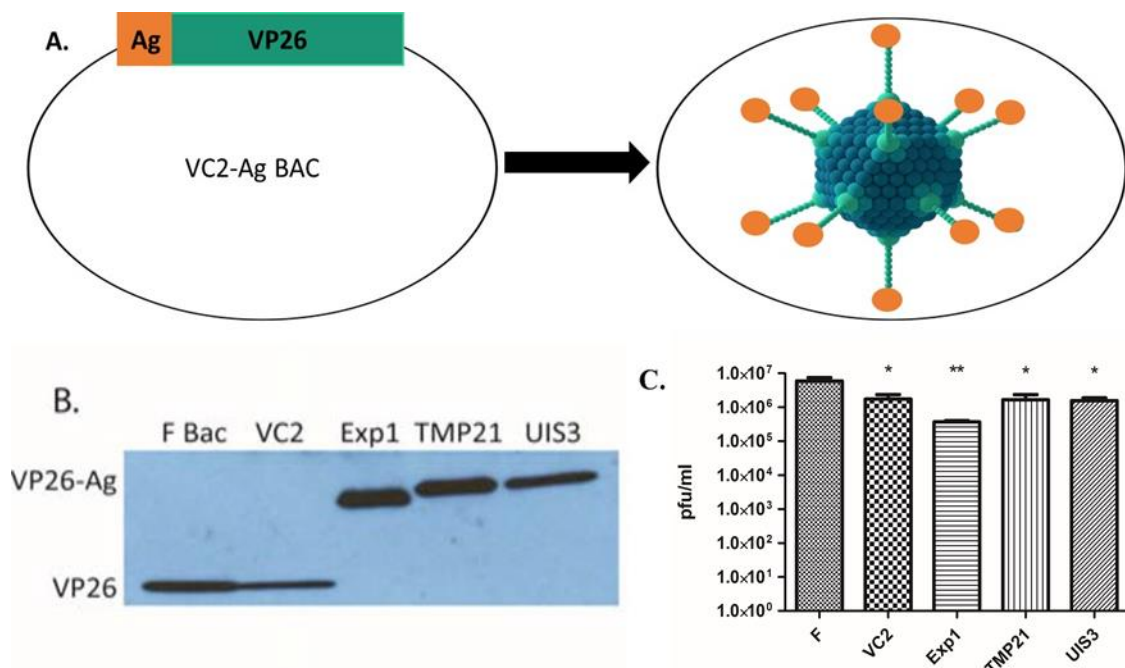 A.
Ag VP26
VC2-Ag BAC
B.
F Bac VC2 Exp1 TMP21 UIS3
VP26-Ag
VP26
C.
* ** * *
1.0×10⁷
1.0×10⁶
1.0×10⁵
1.0×10⁴
1.0×10³
1.0×10²
1.0×10¹
1.0×10⁰
pfu/ml
F VC2 Exp1 TMP21 UIS3